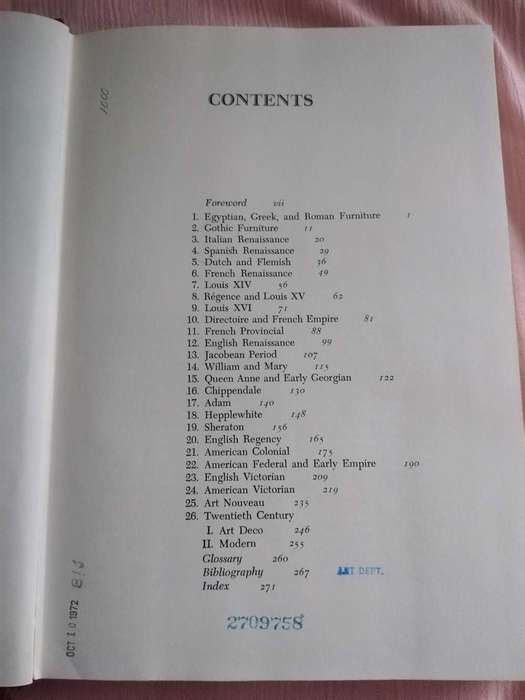 1000
CONTENTS
Foreword vii
1. Egyptian, Greek, and Roman Furniture 1
2. Gothic Furniture 11
3. Italian Renaissance 20
4. Spanish Renaissance 29
5. Dutch and Flemish 36
6. French Renaissance 49
7. Louis XIV 56
8. Régence and Louis XV 62
9. Louis XVI 71
10. Directoire and French Empire 81
11. French Provincial 88
12. English Renaissance 99
13. Jacobean Period 107
14. William and Mary 115
15. Queen Anne and Early Georgian 122
16. Chippendale 130
17. Adam 140
18. Hepplewhite 148
19. Sheraton 156
20. English Regency 165
21. American Colonial 175
22. American Federal and Early Empire 190
23. English Victorian 209
24. American Victorian 219
25. Art Nouveau 235
26. Twentieth Century
I. Art Deco 246
II. Modern 255
Glossary 260
Bibliography 267 ART DEPT.
Index 271
2709758
OCT 10 1972